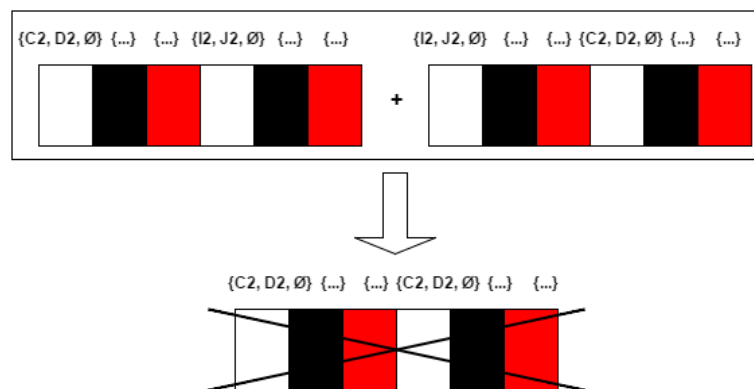 {C2, D2, Ø} {...} {...} {I2, J2, Ø} {...} {...} {I2, J2, Ø} {...} {...} {C2, D2, Ø} {...} {...}
+
{C2, D2, Ø} {...} {...} {C2, D2, Ø} {...} {...}